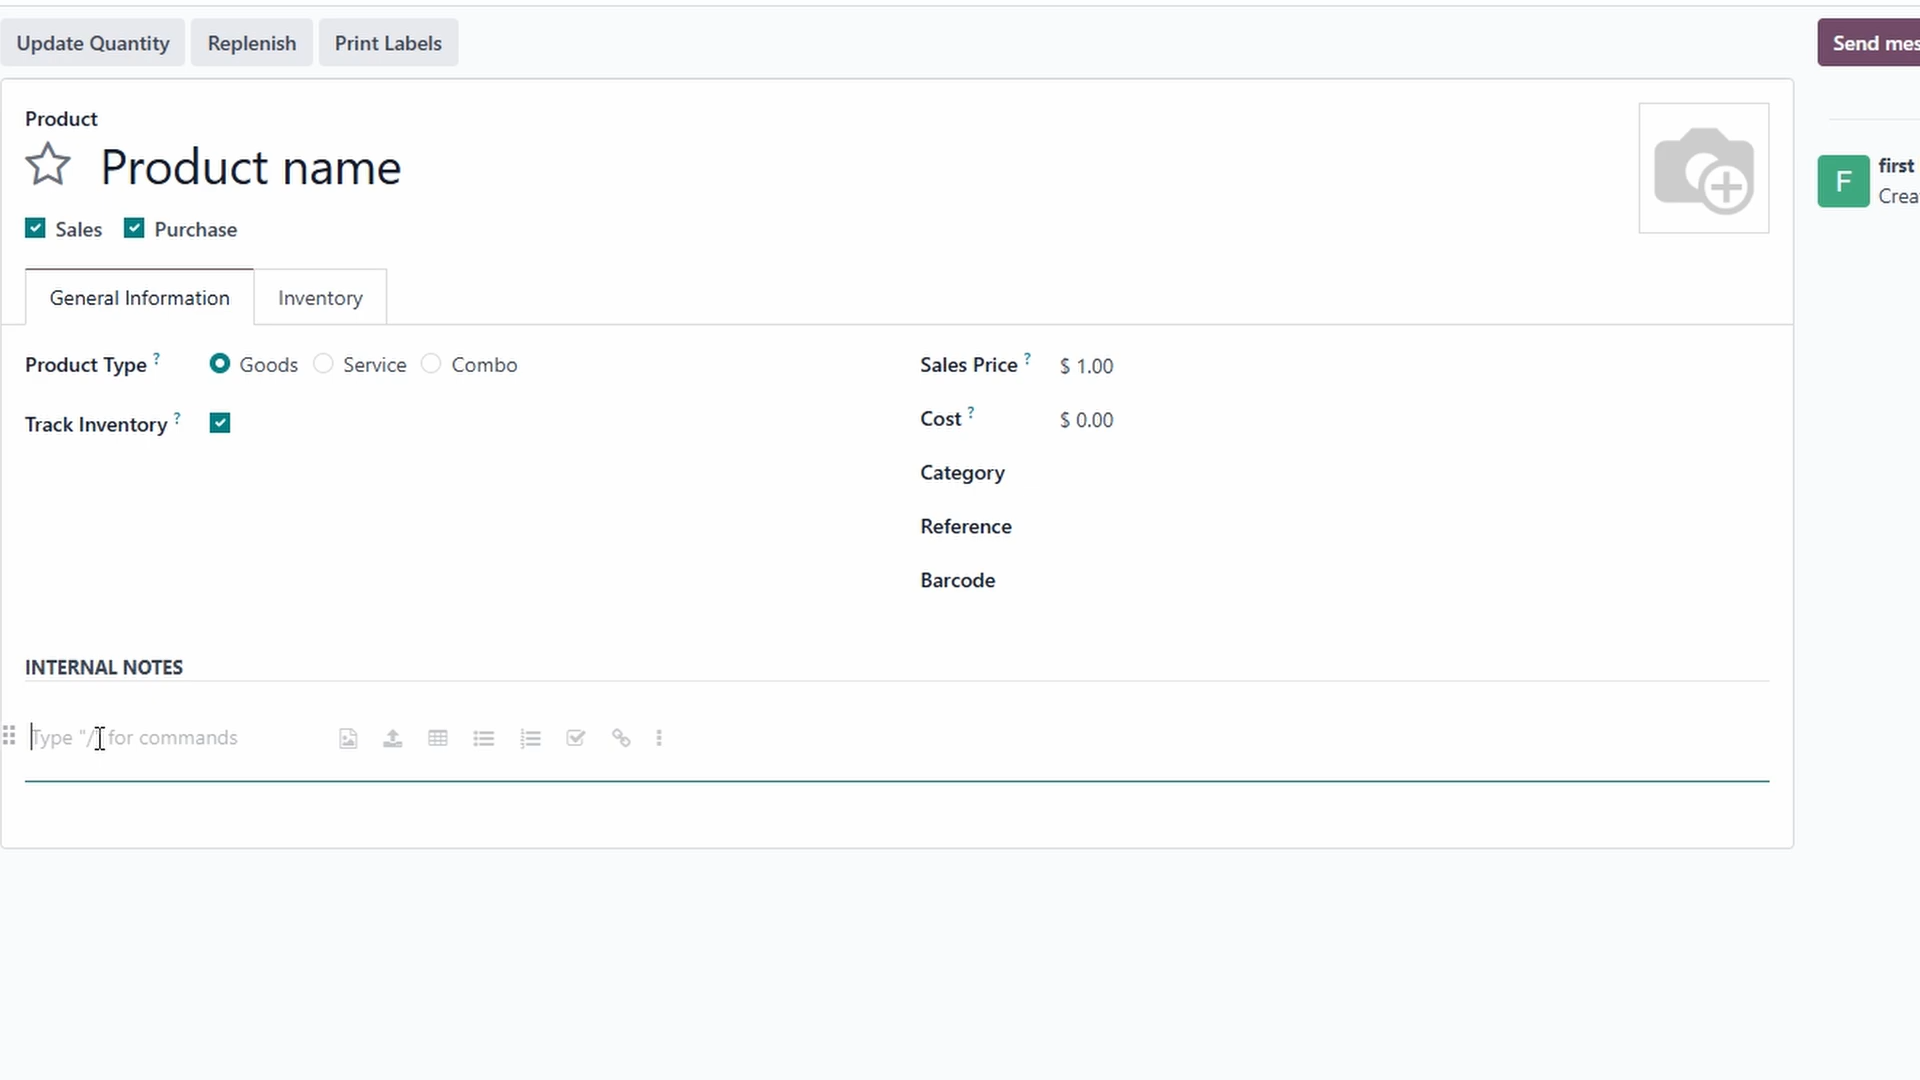 Update Quantity Replenish Print Labels Send mes
Product
Product name
Sales Purchase
General Information Inventory
Product Type ? Goods Service Combo
Track Inventory ?
Sales Price ? $ 1.00
Cost ? $ 0.00
Category
Reference
Barcode
INTERNAL NOTES
Type "/" for commands
F first
Crea